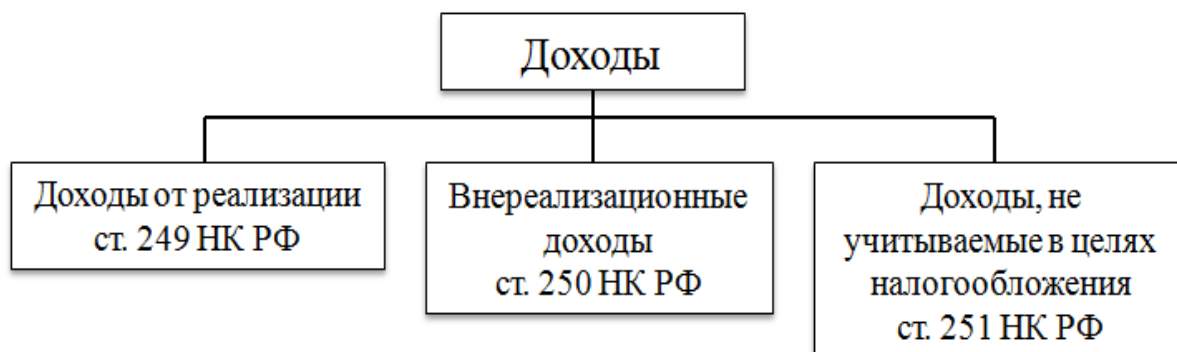 Доходы
Доходы от реализации
ст. 249 НК РФ
Внереализационные
доходы
ст. 250 НК РФ
Доходы, не
учитываемые в целях
налогообложения
ст. 251 НК РФ